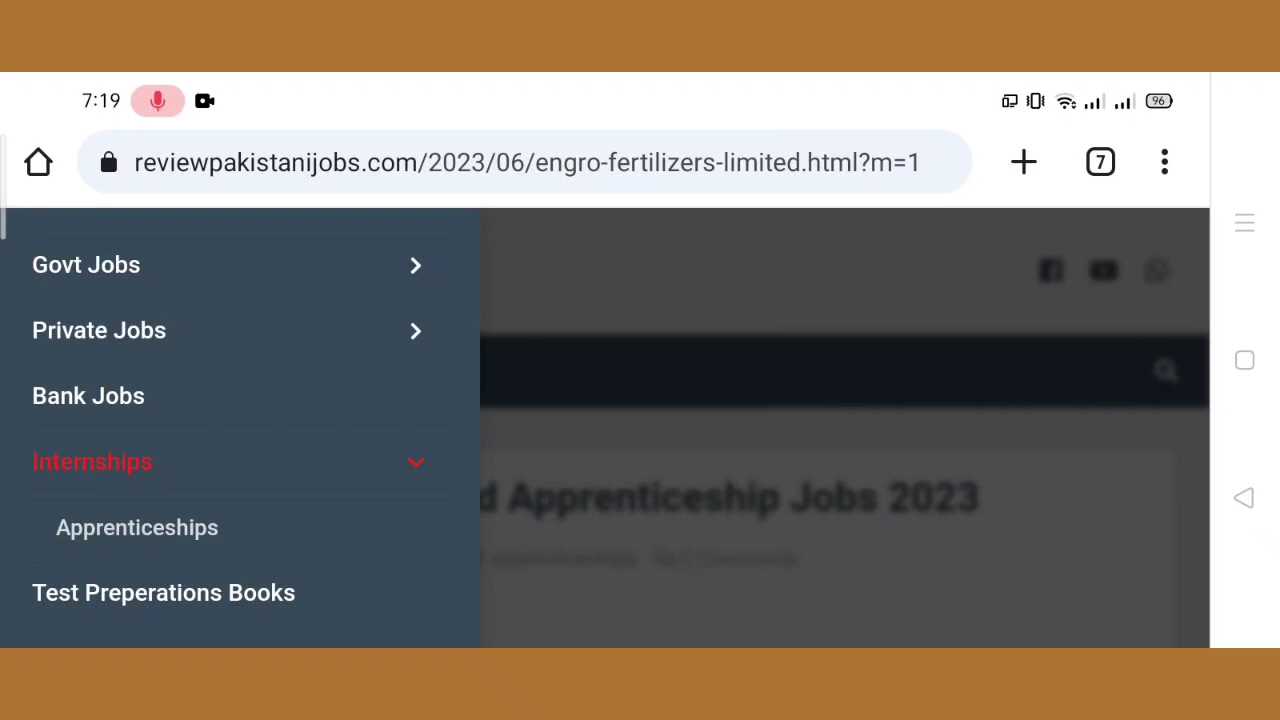 7:19
96
reviewpakistanijobs.com/2023/06/engro-fertilizers-limited.html?m=1
7
Govt Jobs
Private Jobs
Bank Jobs
Internships
d Apprenticeship Jobs 2023
Apprenticeships
Test Preperations Books